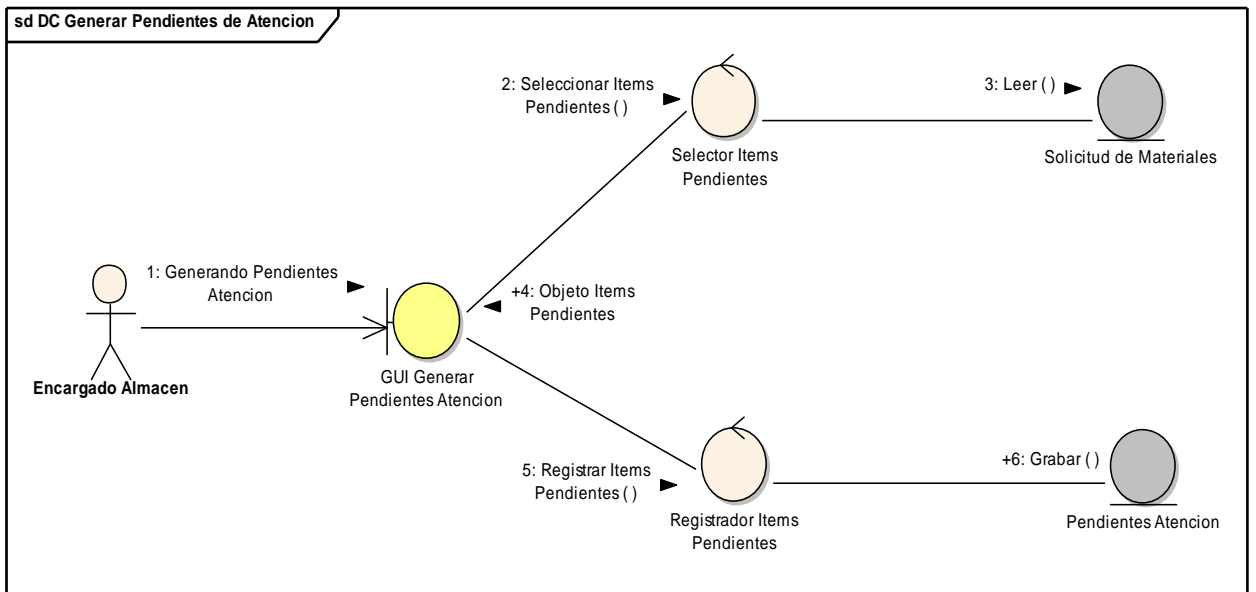 sd DC Generar Pendientes de Atencion
2: Seleccionar Items
Pendientes ( )
3: Leer ( )
Selector Items
Pendientes
Solicitud de Materiales
1: Generando Pendientes
Atencion
+4: Objeto Items
Pendientes
Encargado Almacen
GUI Generar
Pendientes Atencion
5: Registrar Items
Pendientes ( )
+6: Grabar ( )
Registrador Items
Pendientes
Pendientes Atencion